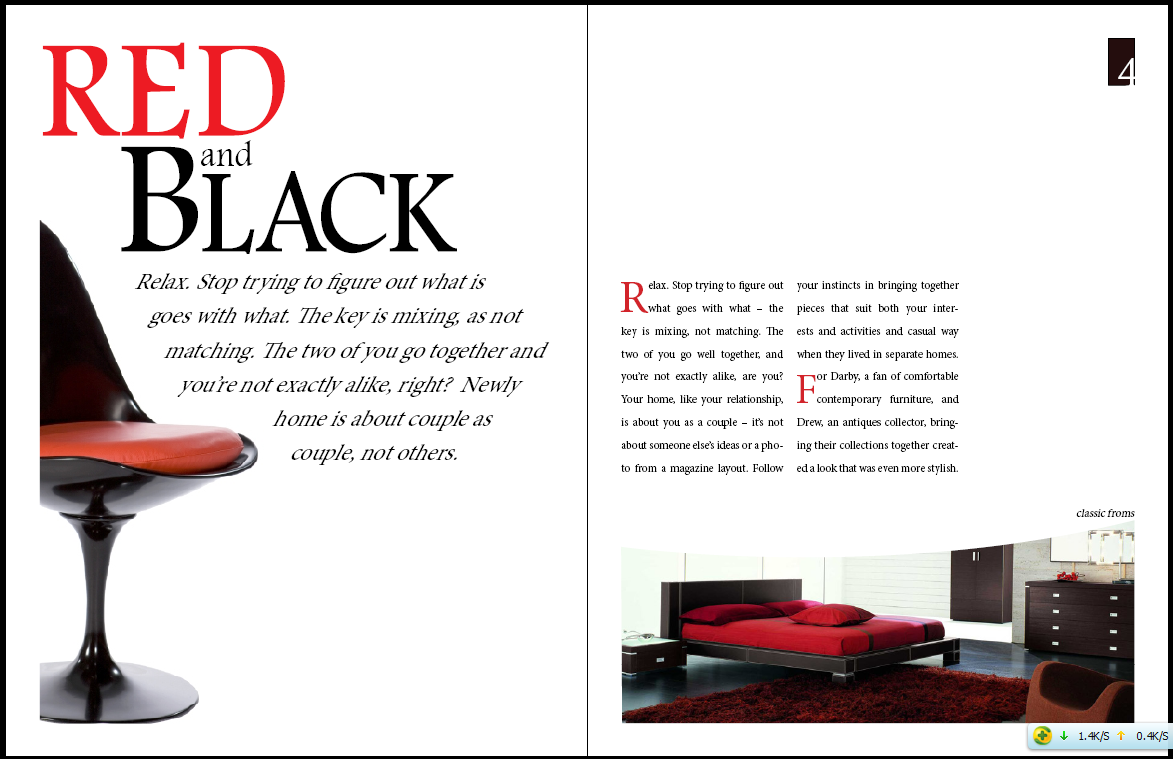 RED
and
BLACK
Relax. Stop trying to figure out what is
goes with what. The key is mixing, as not
matching. The two of you go together and
you're not exactly alike, right? Newly
home is about couple as
couple, not others.
4
Relax. Stop trying to figure out
what goes with what – the
key is mixing, not matching. The
two of you go well together, and
you're not exactly alike, are you?
Your home, like your relationship,
is about you as a couple – it's not
about someone else's ideas or a pho-
to from a magazine layout. Follow
your instincts in bringing together
pieces that suit both your inter-
ests and activities and casual way
when they lived in separate homes.
For Darby, a fan of comfortable
contemporary furniture, and
Drew, an antiques collector, bring-
ing their collections together creat-
ed a look that was even more stylish.
classic froms
1.4K/S 0.4K/S